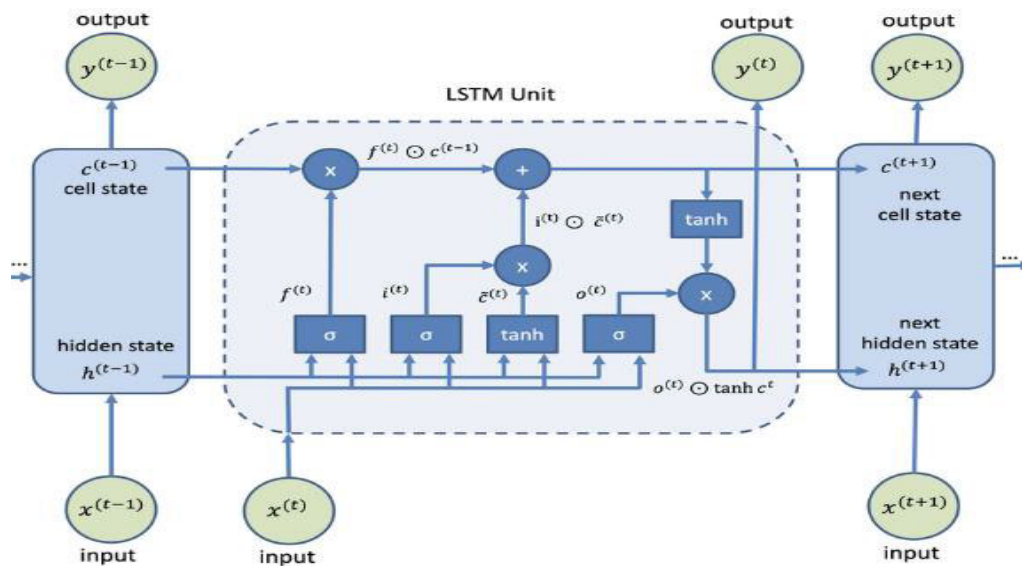 output
output
output
y^(t−1)
y^(t)
y^(t+1)
LSTM Unit
c^(t−1)
cell state
x
f^(t) ⊙ c^(t−1)
+
c^(t+1)
next
cell state
tanh
i^(t) ⊙ c̃^(t)
...
x
x
...
f^(t)
i^(t)
c̃^(t)
o^(t)
σ
σ
tanh
σ
hidden state
h^(t−1)
next
hidden state
h^(t+1)
o^(t) ⊙ tanh c^t
x^(t−1)
x^(t)
x^(t+1)
input
input
input